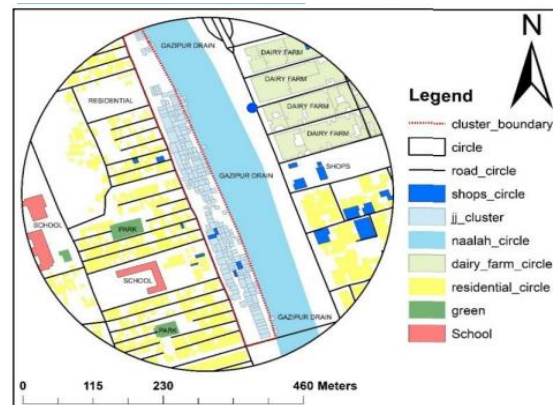 GAZIPUR DRAIN
DAIRY FARM
DAIRY FARM
DAIRY FARM
DAIRY FARM
RESIDENTIAL
SHOPS
GAZIPUR DRAIN
SCHOOL
PARK
SCHOOL
GAZIPUR DRAIN
PARK
N
Legend
cluster_boundary
circle
road_circle
shops_circle
jj_cluster
naalah_circle
dairy_farm_circle
residential_circle
green
School
0 115 230 460 Meters